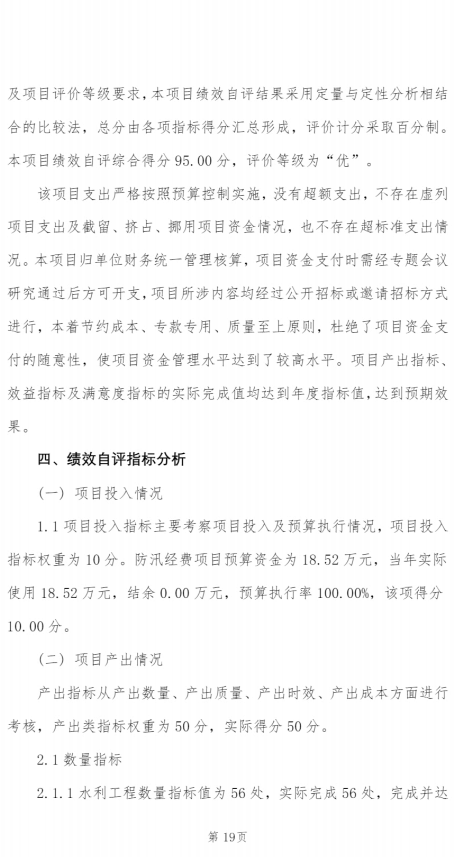 及项目评价等级要求,本项目绩效自评结果采用定量与定性分析相结
合的比较法，总分由各项指标得分汇总形成，评价计分采取百分制。
本项目绩效自评综合得分 95.00 分，评价等级为“优”。
该项目支出严格按照预算控制实施，没有超额支出，不存在虚列
项目支出及截留、挤占、挪用项目资金情况，也不存在超标准支出情
况。本项目归单位财务统一管理核算，项目资金支付时需经专题会议
研究通过后方可开支,项目所涉内容均经过公开招标或邀请招标方式
进行，本着节约成本、专款专用、质量至上原则，杜绝了项目资金支
付的随意性，使项目资金管理水平达到了较高水平。项目产出指标、
效益指标及满意度指标的实际完成值均达到年度指标值,达到预期效
果。
四、绩效自评指标分析
(一) 项目投入情况
1.1 项目投入指标主要考察项目投入及预算执行情况，项目投入
指标权重为 10 分。防汛经费项目预算资金为 18.52 万元，当年实际
使用 18.52 万元，结余 0.00 万元，预算执行率 100.00%，该项得分
10.00 分。
(二) 项目产出情况
产出指标从产出数量、产出质量、产出时效、产出成本方面进行
考核，产出类指标权重为 50 分，实际得分 50 分。
2.1 数量指标
2.1.1 水利工程数量指标值为 56 处，实际完成 56 处，完成并达
第 19页